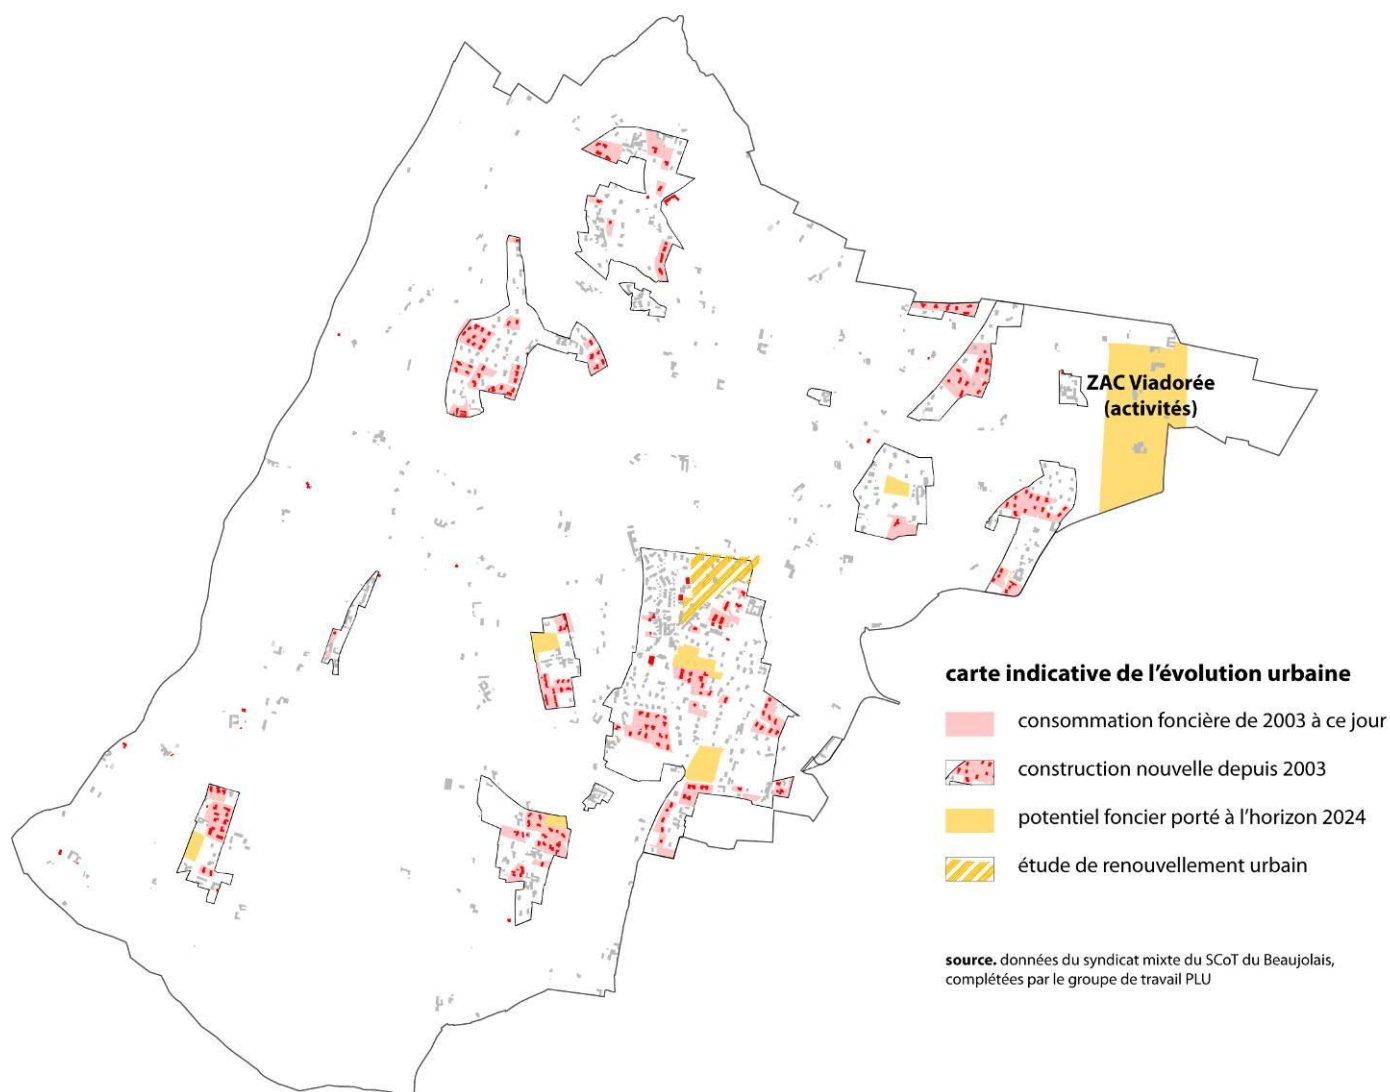 ZAC Viadorée
(activités)
carte indicative de l’évolution urbaine
consommation foncière de 2003 à ce jour
construction nouvelle depuis 2003
potentiel foncier porté à l’horizon 2024
étude de renouvellement urbain
source. données du syndicat mixte du SCoT du Beaujolais,
complétées par le groupe de travail PLU